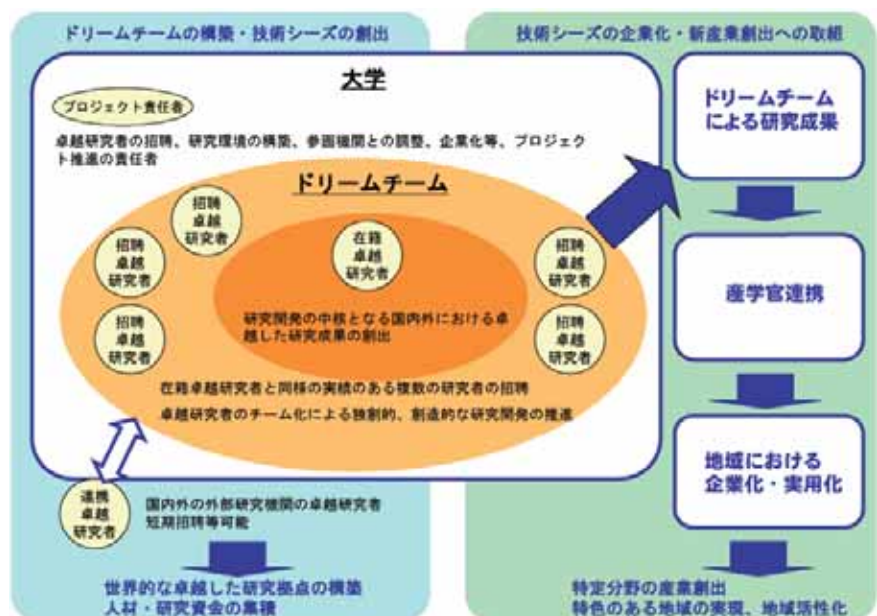 ドリームチームの構築・技術シーズの創出
技術シーズの企業化・新産業創出への取組
大学
プロジェクト責任者
卓越研究者の招聘、研究環境の構築、参画機関との調整、企業化等、プロジェク
ト推進の責任者
ドリームチーム
招聘
卓越
研究者
招聘
卓越
研究者
招聘
卓越
研究者
在籍
卓越
研究者
招聘
卓越
研究者
招聘
卓越
研究者
研究開発の中核となる国内外における卓
越した研究成果の創出
在籍卓越研究者と同様の実績のある複数の研究者の招聘
卓越研究者のチーム化による独創的、創造的な研究開発の推進
連携
卓越
研究者
国内外の外部研究機関の卓越研究者
短期招聘等可能
世界的な卓越した研究拠点の構築
人材・研究資金の集積
ドリームチーム
による研究成果
産学官連携
地域における
企業化・実用化
特定分野の産業創出
特色のある地域の実現、地域活性化